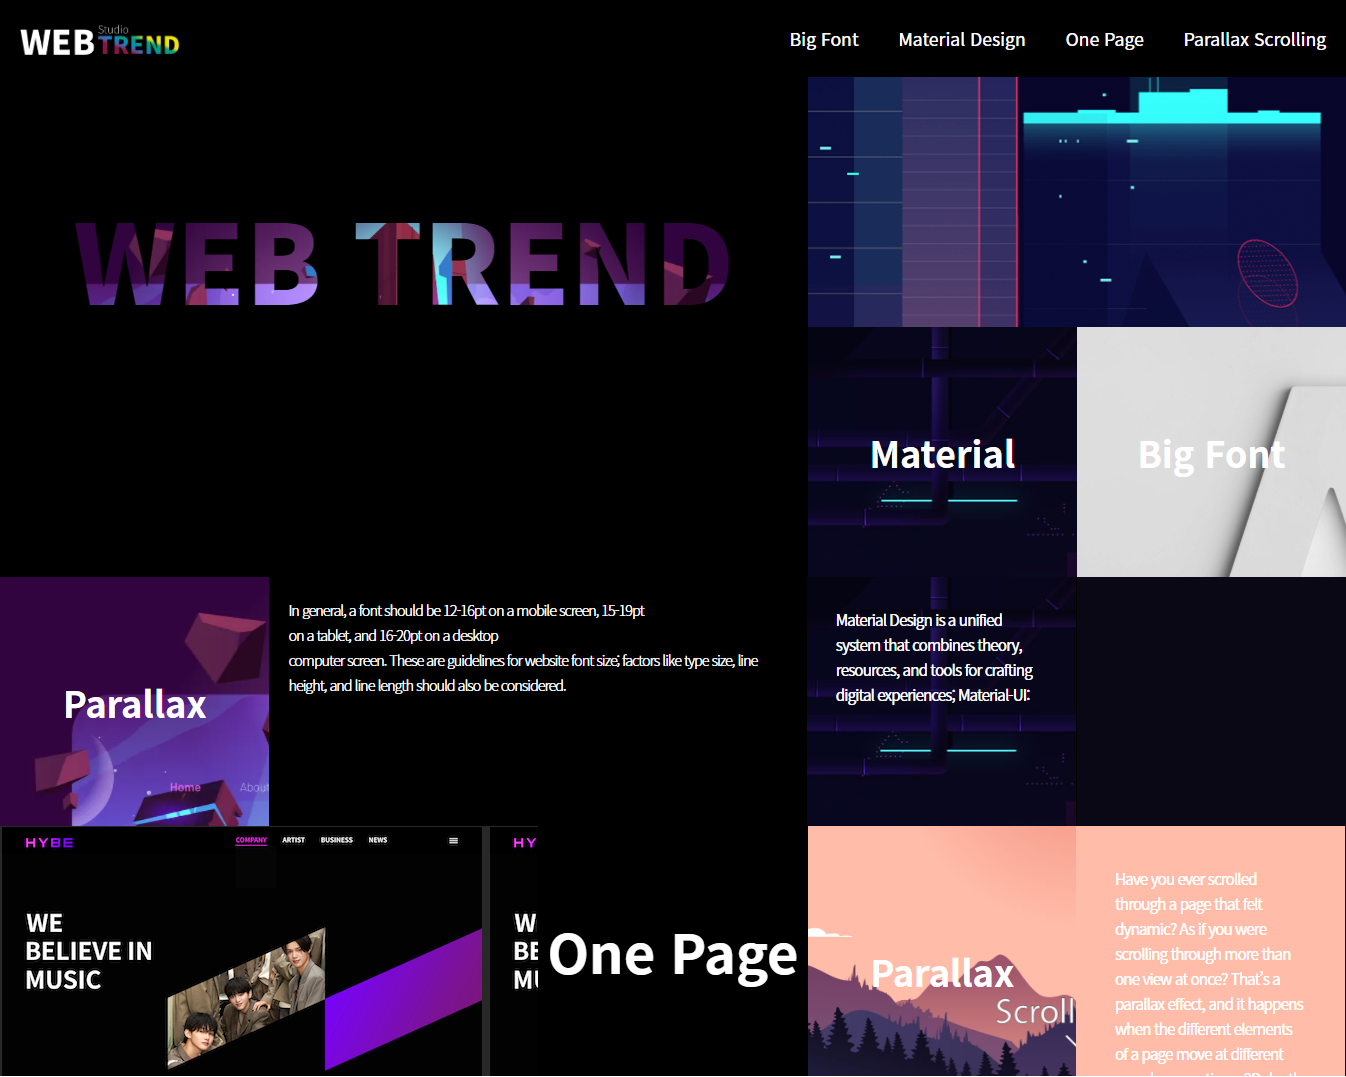 WEB Studio TREND
Big Font
Material Design
One Page
Parallax Scrolling
WEB TREND
Material
Big Font
Parallax
Home
About
In general, a font should be 12-16pt on a mobile screen, 15-19pt
on a tablet, and 16-20pt on a desktop
computer screen. These are guidelines for website font size; factors like type size, line
height, and line length should also be considered.
Material Design is a unified
system that combines theory,
resources, and tools for crafting
digital experiences; Material-UI:
HYBE
COMPANY
ARTIST
BUSINESS
NEWS
WE
BELIEVE IN
MUSIC
HY
W
BE
MU
One Page
Parallax
Scroll
Have you ever scrolled
through a page that felt
dynamic? As if you were
scrolling through more than
one view at once? That's a
parallax effect, and it happens
when the different elements
of a page move at different